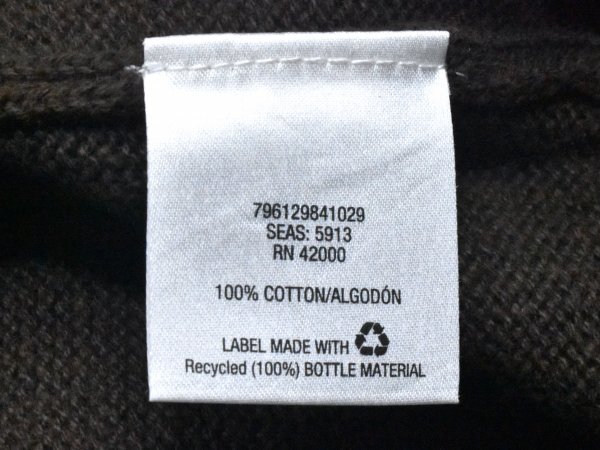 796129841029
SEAS: 5913
RN 42000
100% COTTON/ALGODÓN
LABEL MADE WITH
Recycled (100%) BOTTLE MATERIAL